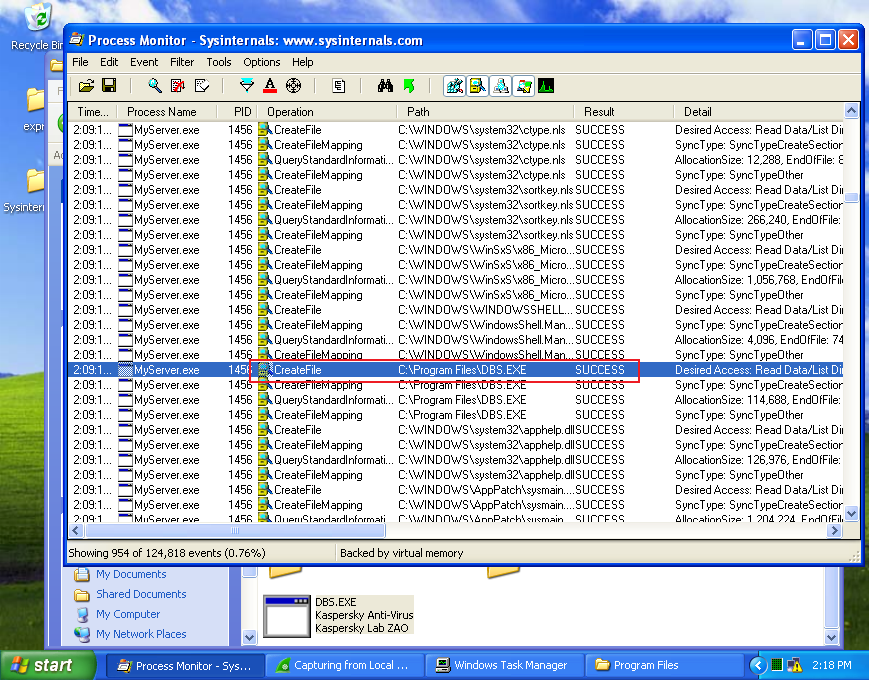 Recycle Bin
Process Monitor - Sysinternals: www.sysinternals.com
File Edit Event Filter Tools Options Help
Time... Process Name PID Operation Path Result Detail
2:09:1... MyServer.exe 1456 CreateFile C:\WINDOWS\system32\ctype.nls SUCCESS Desired Access: Read Data/List Dir
2:09:1... MyServer.exe 1456 CreateFileMapping C:\WINDOWS\system32\ctype.nls SUCCESS SyncType: SyncTypeCreateSection
2:09:1... MyServer.exe 1456 QueryStandardInformati... C:\WINDOWS\system32\ctype.nls SUCCESS AllocationSize: 12,288, EndOfFile: 8
2:09:1... MyServer.exe 1456 CreateFileMapping C:\WINDOWS\system32\ctype.nls SUCCESS SyncType: SyncTypeOther
2:09:1... MyServer.exe 1456 CreateFile C:\WINDOWS\system32\sortkey.nls SUCCESS Desired Access: Read Data/List Dir
2:09:1... MyServer.exe 1456 CreateFileMapping C:\WINDOWS\system32\sortkey.nls SUCCESS SyncType: SyncTypeCreateSection
2:09:1... MyServer.exe 1456 QueryStandardInformati... C:\WINDOWS\system32\sortkey.nls SUCCESS AllocationSize: 266,240, EndOfFile:
2:09:1... MyServer.exe 1456 CreateFileMapping C:\WINDOWS\system32\sortkey.nls SUCCESS SyncType: SyncTypeOther
2:09:1... MyServer.exe 1456 CreateFile C:\WINDOWS\WinSxS\x86_Micro... SUCCESS Desired Access: Read Data/List Dir
2:09:1... MyServer.exe 1456 CreateFileMapping C:\WINDOWS\WinSxS\x86_Micro... SUCCESS SyncType: SyncTypeCreateSection
2:09:1... MyServer.exe 1456 QueryStandardInformati... C:\WINDOWS\WinSxS\x86_Micro... SUCCESS AllocationSize: 1,056,768, EndOfFile:
2:09:1... MyServer.exe 1456 CreateFileMapping C:\WINDOWS\WinSxS\x86_Micro... SUCCESS SyncType: SyncTypeOther
2:09:1... MyServer.exe 1456 CreateFile C:\WINDOWS\WINDOWSSHELL... SUCCESS Desired Access: Read Data/List Dir
2:09:1... MyServer.exe 1456 CreateFileMapping C:\WINDOWS\WindowsShell.Man... SUCCESS SyncType: SyncTypeCreateSection
2:09:1... MyServer.exe 1456 QueryStandardInformati... C:\WINDOWS\WindowsShell.Man... SUCCESS AllocationSize: 4,096, EndOfFile: 74
2:09:1... MyServer.exe 1456 CreateFileMapping C:\WINDOWS\WindowsShell.Man... SUCCESS SyncType: SyncTypeOther
2:09:1... MyServer.exe 1456 CreateFile C:\Program Files\DBS.EXE SUCCESS Desired Access: Read Data/List Dir
2:09:1... MyServer.exe 1456 CreateFileMapping C:\Program Files\DBS.EXE SUCCESS SyncType: SyncTypeCreateSection
2:09:1... MyServer.exe 1456 QueryStandardInformati... C:\Program Files\DBS.EXE SUCCESS AllocationSize: 114,688, EndOfFile:
2:09:1... MyServer.exe 1456 CreateFileMapping C:\Program Files\DBS.EXE SUCCESS SyncType: SyncTypeOther
2:09:1... MyServer.exe 1456 CreateFile C:\WINDOWS\system32\apphelp.dll SUCCESS Desired Access: Read Data/List Dir
2:09:1... MyServer.exe 1456 CreateFileMapping C:\WINDOWS\system32\apphelp.dll SUCCESS SyncType: SyncTypeCreateSection
2:09:1... MyServer.exe 1456 QueryStandardInformati... C:\WINDOWS\system32\apphelp.dll SUCCESS AllocationSize: 126,976, EndOfFile:
2:09:1... MyServer.exe 1456 CreateFileMapping C:\WINDOWS\system32\apphelp.dll SUCCESS SyncType: SyncTypeOther
2:09:1... MyServer.exe 1456 CreateFile C:\WINDOWS\AppPatch\sysmain.... SUCCESS Desired Access: Read Data/List Dir
2:09:1... MyServer.exe 1456 CreateFileMapping C:\WINDOWS\AppPatch\sysmain.... SUCCESS SyncType: SyncTypeCreateSection
2:09:1... MyServer.exe 1456 QueryStandardInformati... C:\WINDOWS\AppPatch\sysmain.... SUCCESS AllocationSize: 1,204,224, EndOfFile:
Showing 954 of 124,818 events (0.76%) Backed by virtual memory
expr
Sysinter
My Documents
Shared Documents
My Computer
My Network Places
DBS.EXE
Kaspersky Anti-Virus
Kaspersky Lab ZAO
start Process Monitor - Sys... Capturing from Local ... Windows Task Manager Program Files 2:18 PM